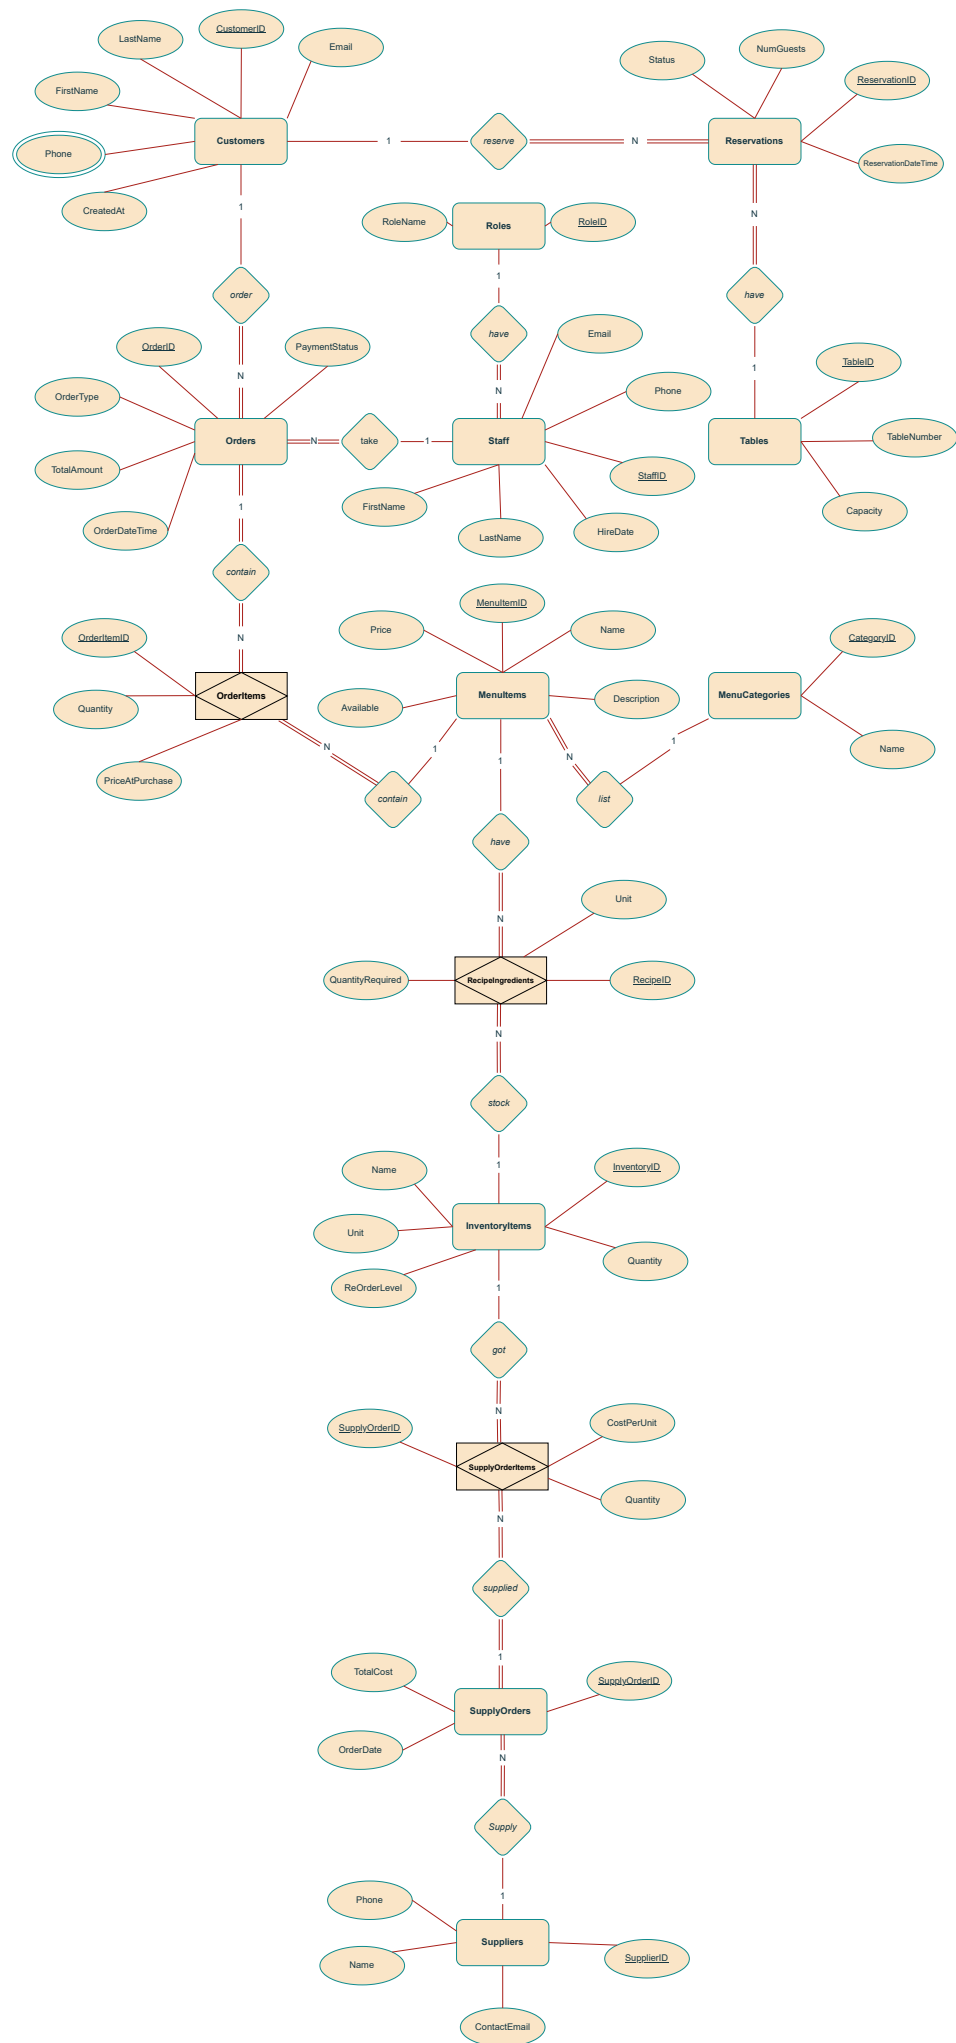 CustomerID
LastName
Email
NumGuests
Status
ReservationID
FirstName
Customers
1
reserve
N
Reservations
Phone
ReservationDateTime
CreatedAt
1
N
RoleName
Roles
RoleID
1
order
have
have
Email
N
OrderID
PaymentStatus
TableID
N
1
OrderType
Phone
Orders
N
take
1
Staff
Tables
TableNumber
TotalAmount
StaffID
FirstName
1
Capacity
OrderDateTime
LastName
HireDate
contain
MenuItemID
OrderItemID
Price
Name
CategoryID
N
OrderItems
MenuItems
Description
MenuCategories
Quantity
Available
N
1
1
N
1
Name
PriceAtPurchase
contain
list
have
Unit
N
QuantityRequired
RecipeIngredients
RecipeID
N
stock
1
Name
InventoryID
Unit
InventoryItems
Quantity
ReOrderLevel
1
got
N
SupplyOrderID
CostPerUnit
SupplyOrderItems
Quantity
N
supplied
1
TotalCost
SupplyOrderID
SupplyOrders
OrderDate
N
Supply
1
Phone
Suppliers
Name
SupplierID
ContactEmail